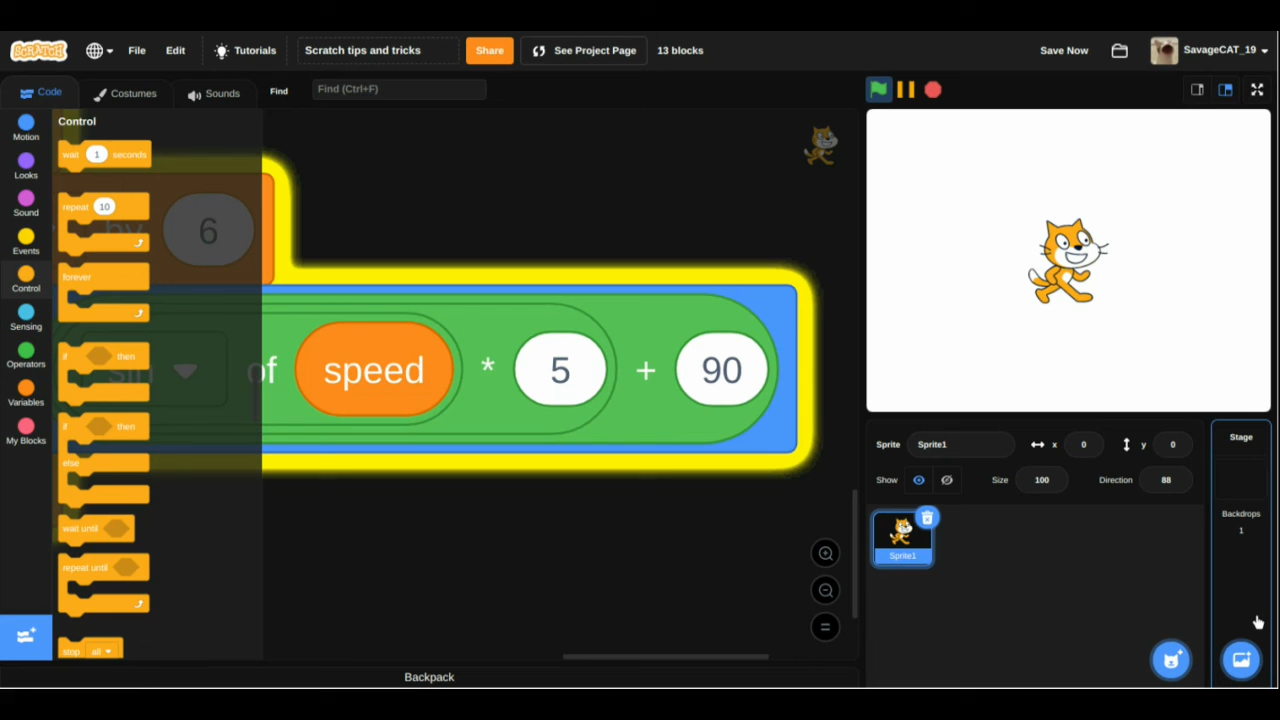 SCRATCH
File
Edit
Tutorials
Scratch tips and tricks
Share
See Project Page
13 blocks
Save Now
SavageCAT_19
Code
Costumes
Sounds
Find
Find (Ctrl+F)
Motion
Looks
Sound
Events
Control
Sensing
Operators
Variables
My Blocks
Control
wait 1 seconds
repeat 10
forever
if then
if then
else
wait until
repeat until
stop all
by 6
sin of speed * 5 + 90
Backpack
Sprite Sprite1 x 0 y 0
Show Size 100 Direction 88
Sprite1
Stage
Backdrops
1